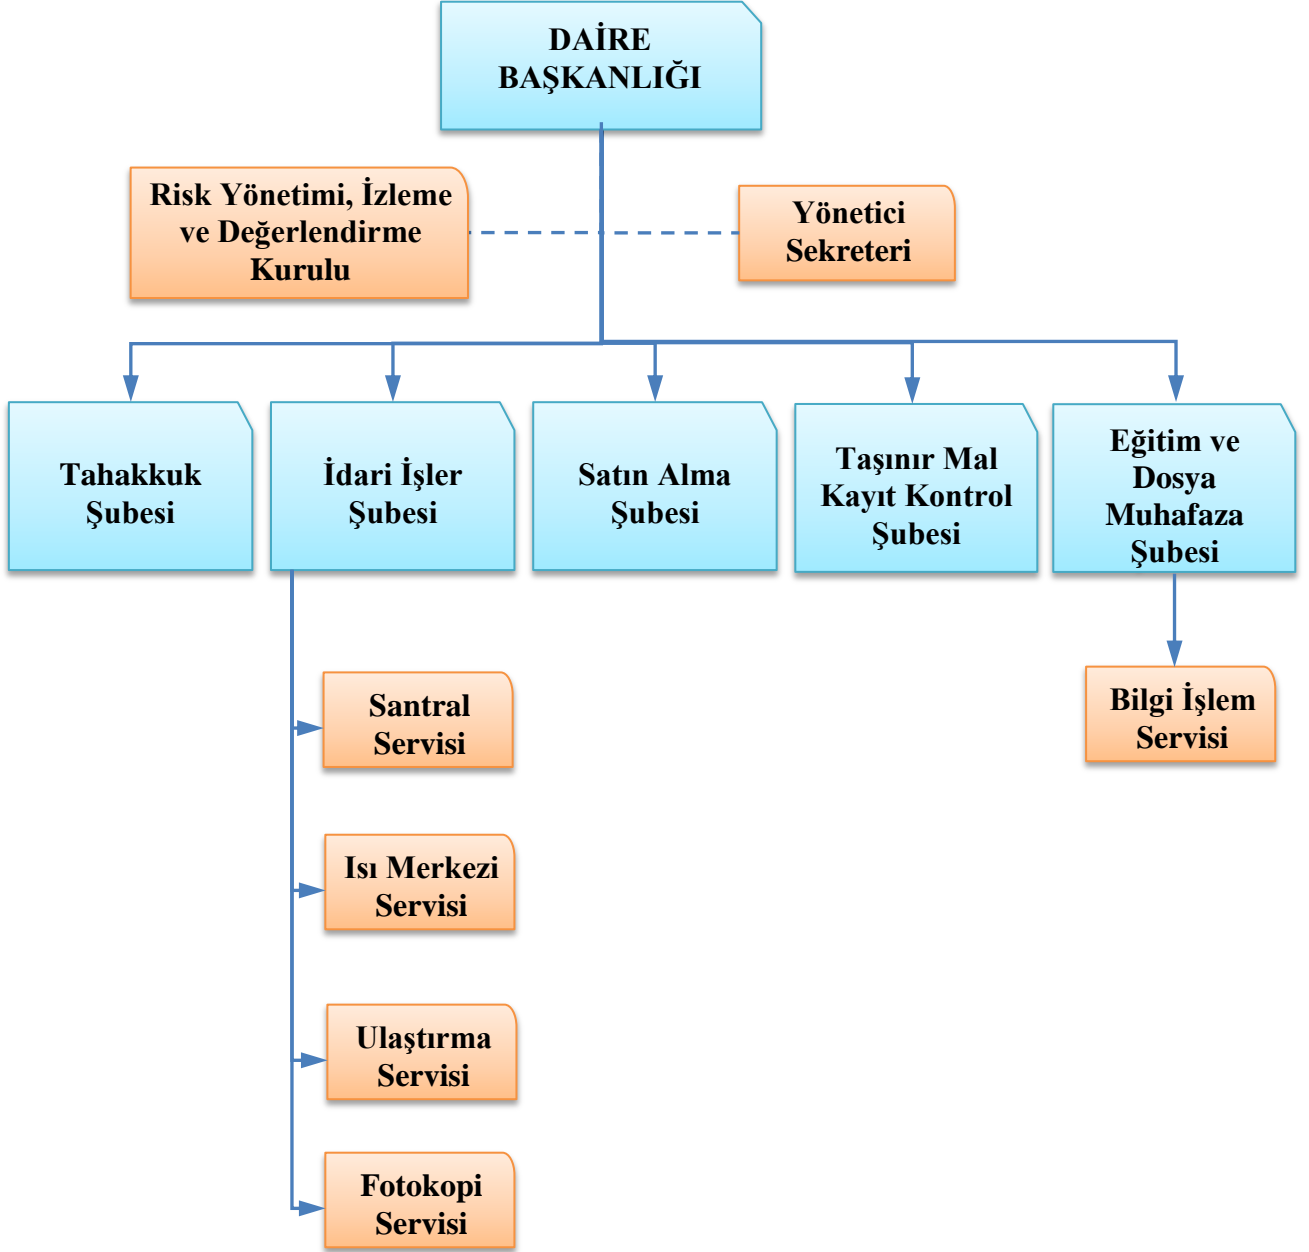 DAİRE
BAŞKANLIĞI
Risk Yönetimi, İzleme
ve Değerlendirme
Kurulu
Yönetici
Sekreteri
Tahakkuk
Şubesi
İdari İşler
Şubesi
Satın Alma
Şubesi
Taşınır Mal
Kayıt Kontrol
Şubesi
Eğitim ve
Dosya
Muhafaza
Şubesi
Santral
Servisi
Isı Merkezi
Servisi
Ulaştırma
Servisi
Fotokopi
Servisi
Bilgi İşlem
Servisi